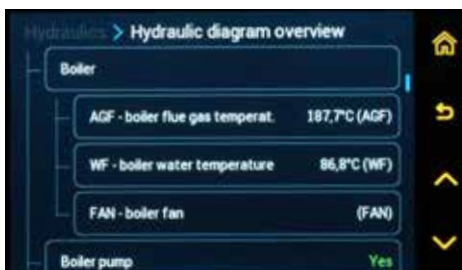 Hydraulics > Hydraulic diagram overview
Boiler
AGF - boiler flue gas temperat. 187,7°C (AGF)
WF - boiler water temperature 86,8°C (WF)
FAN - boiler fan (FAN)
Boiler pump Yes